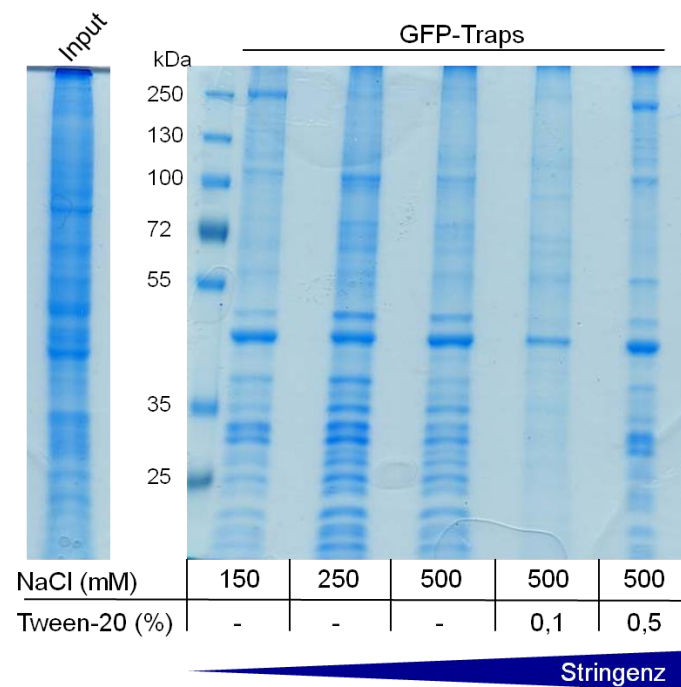 Input
GFP-Traps
kDa
250
130
100
72
55
35
25
NaCl (mM) 150 250 500 500 500
Tween-20 (%) - - - 0,1 0,5
Stringenz